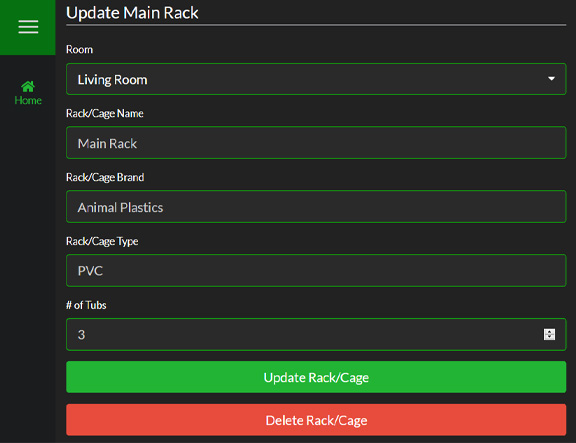 Update Main Rack
Home
Room
Living Room
Rack/Cage Name
Main Rack
Rack/Cage Brand
Animal Plastics
Rack/Cage Type
PVC
# of Tubs
3
Update Rack/Cage
Delete Rack/Cage